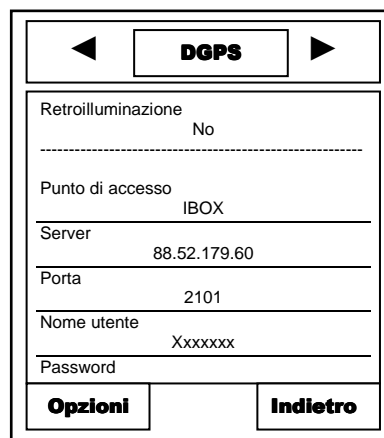 ◄ DGPS ►
Retroilluminazione
No
--------------------------------------------------------
Punto di accesso
IBOX
Server
88.52.179.60
Porta
2101
Nome utente
Xxxxxxx
Password
Opzioni Indietro